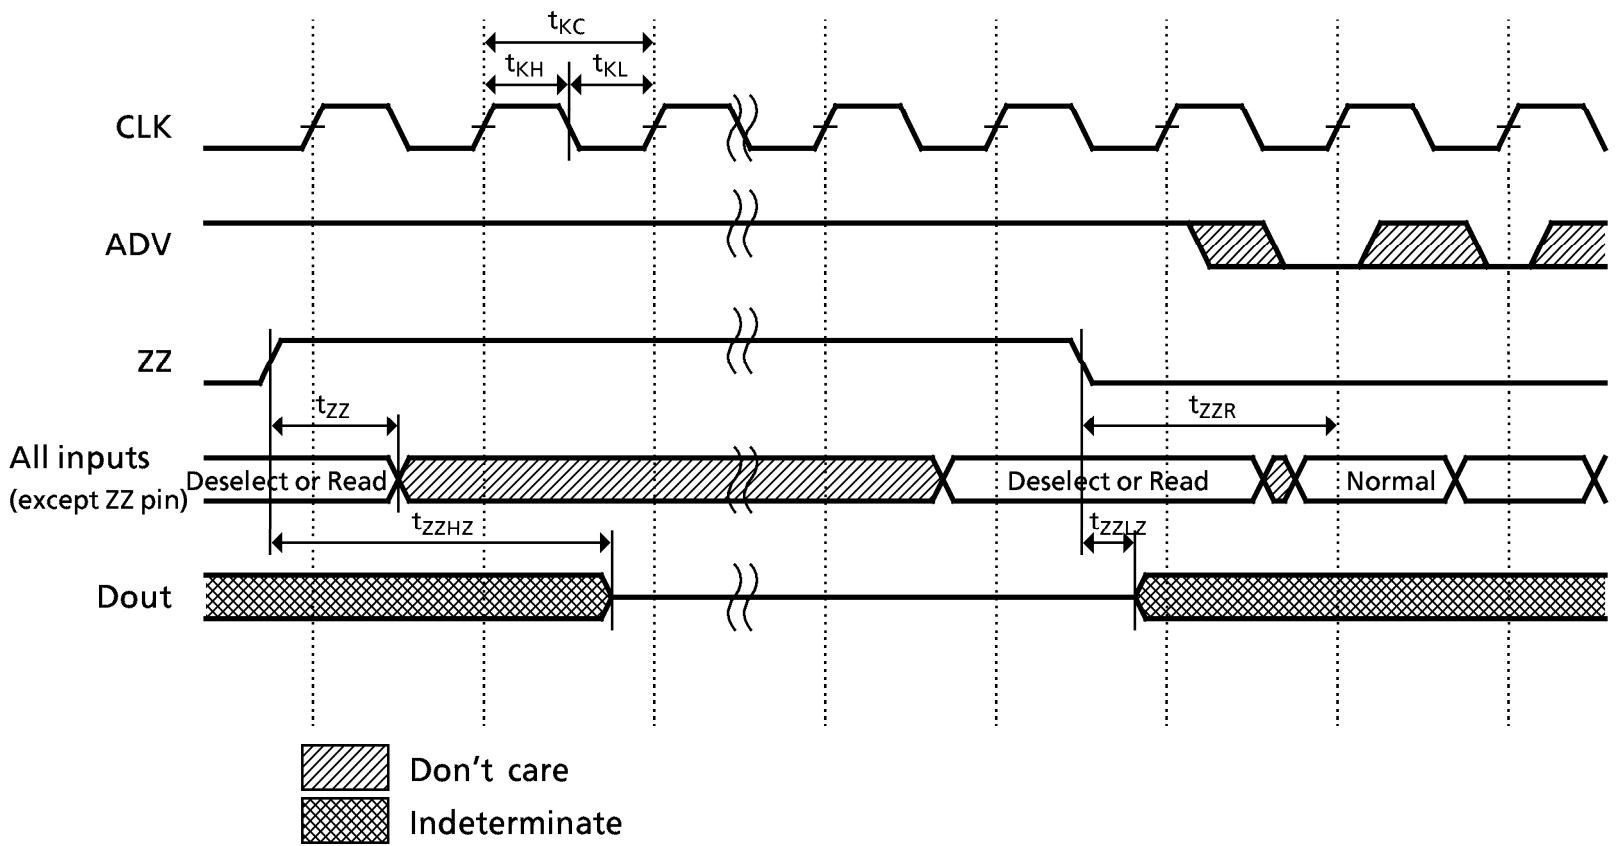 tKC
tKH tKL
CLK
ADV
ZZ
tZZ tZZR
All inputs
(except ZZ pin)
Deselect or Read Deselect or Read Normal
tZZHZ tZZLZ
Dout
Don't care
Indeterminate